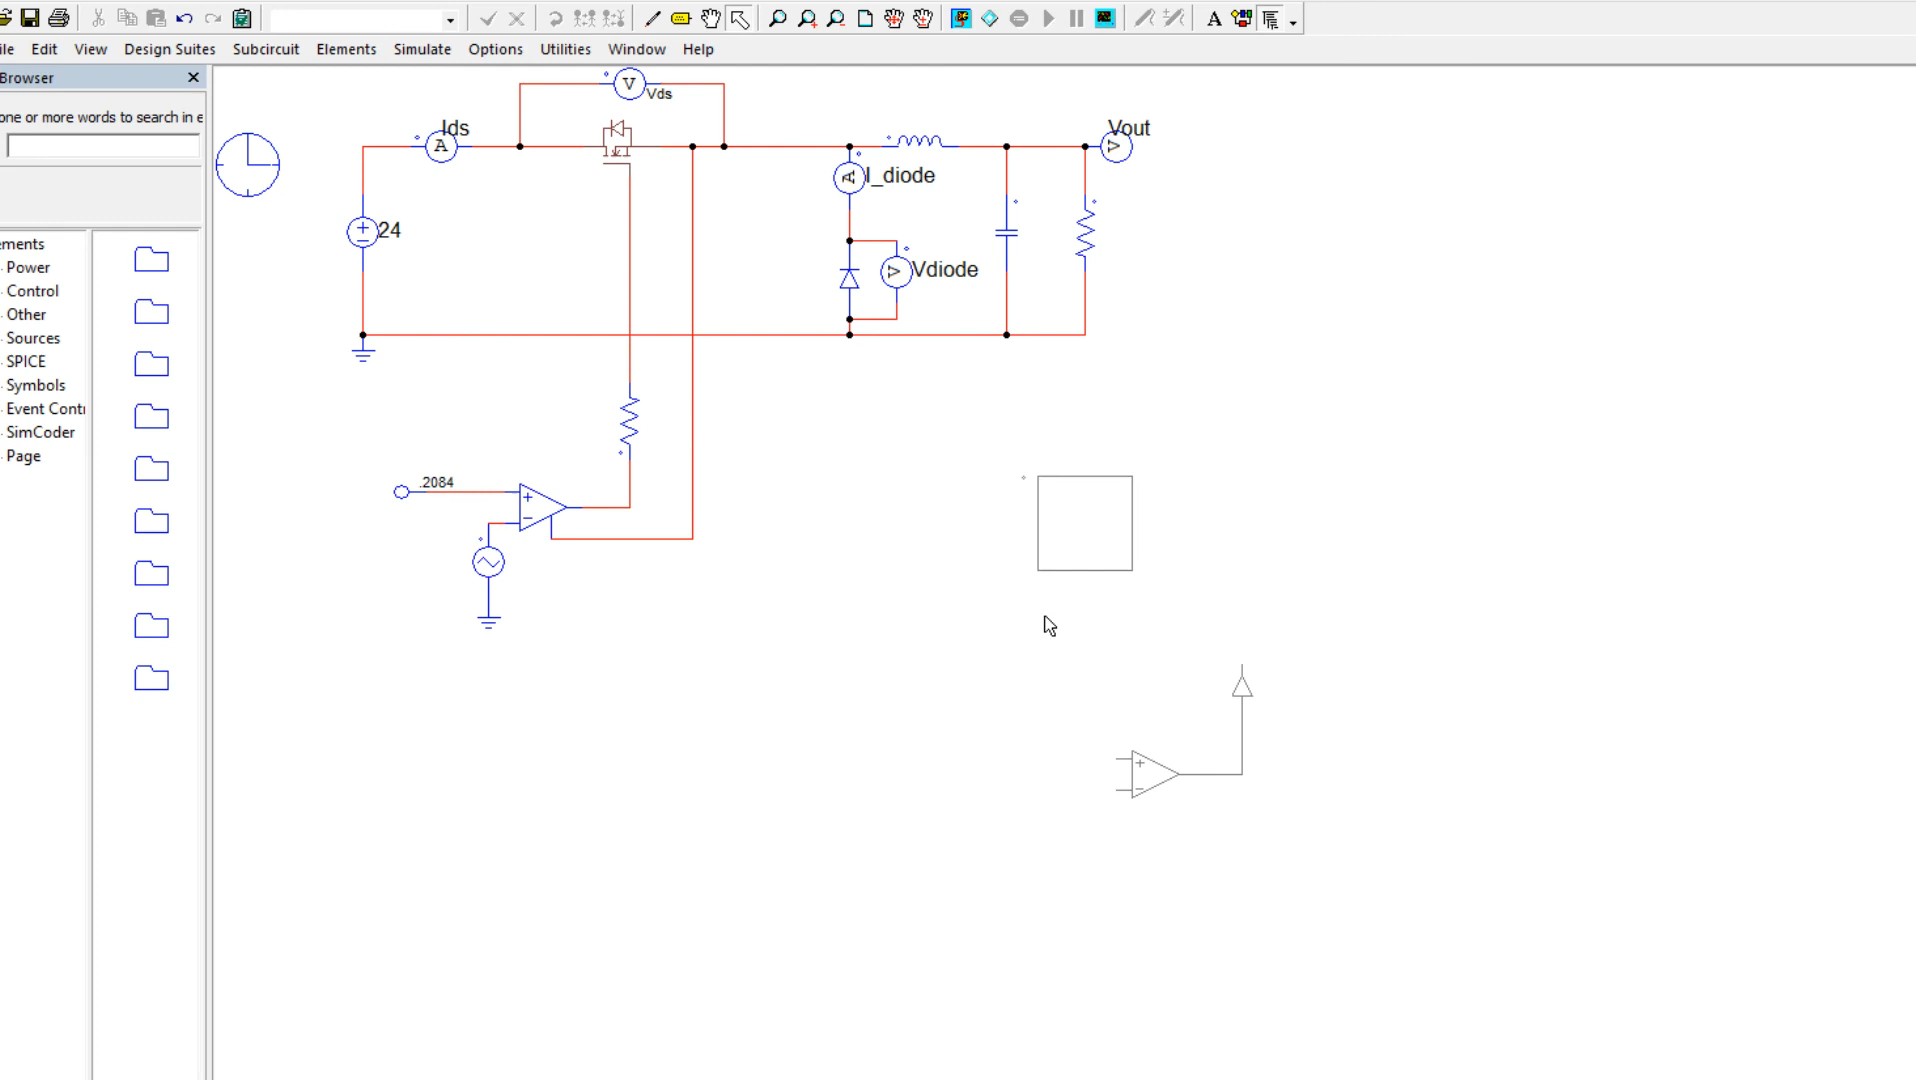 ile Edit View Design Suites Subcircuit Elements Simulate Options Utilities Window Help
Browser
one or more words to search in e
ements
Power
Control
Other
Sources
SPICE
Symbols
Event Contr
SimCoder
Page
V
Vds
Ids
A
24
A
I_diode
V
Vdiode
Vout
V
.2084